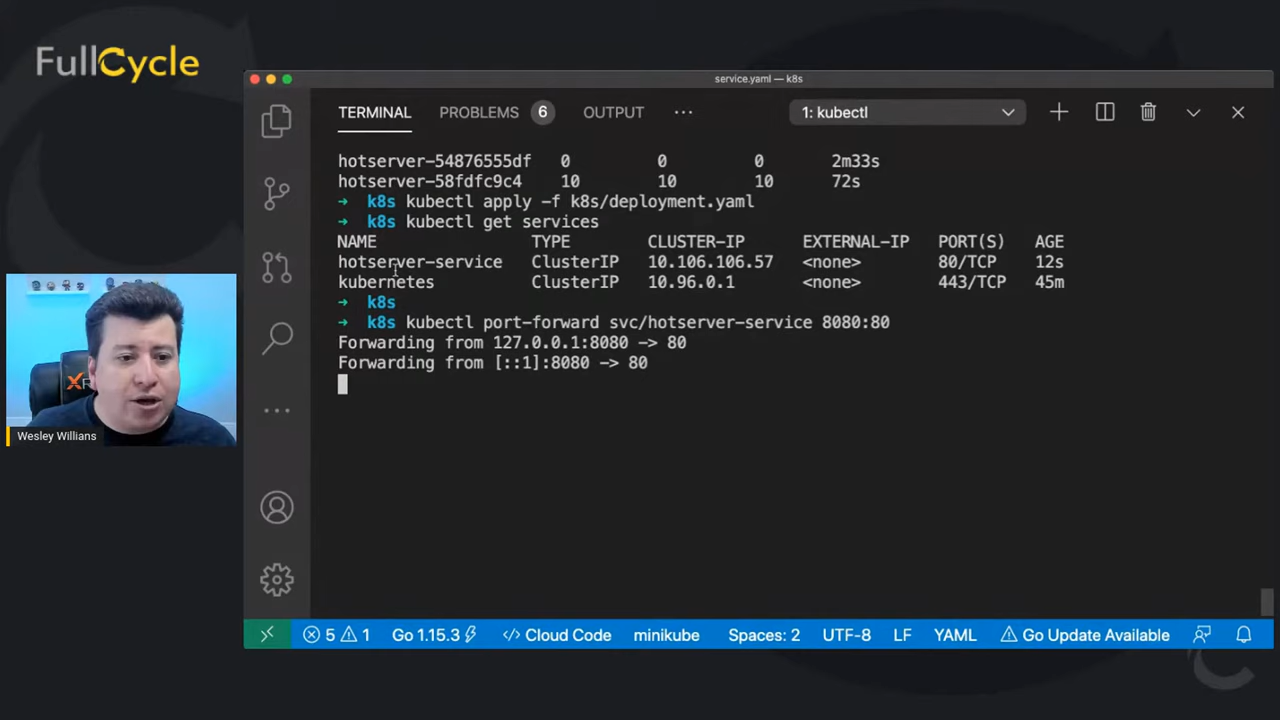 FullCycle
service.yaml — k8s
TERMINAL PROBLEMS 6 OUTPUT ··· 1: kubectl
hotserver-54876555df 0 0 0 2m33s
hotserver-58fdfc9c4 10 10 10 72s
➜ k8s kubectl apply -f k8s/deployment.yaml
➜ k8s kubectl get services
NAME TYPE CLUSTER-IP EXTERNAL-IP PORT(S) AGE
hotserver-service ClusterIP 10.106.106.57 <none> 80/TCP 12s
kubernetes ClusterIP 10.96.0.1 <none> 443/TCP 45m
➜ k8s
➜ k8s kubectl port-forward svc/hotserver-service 8080:80
Forwarding from 127.0.0.1:8080 -> 80
Forwarding from [::1]:8080 -> 80
Wesley Willians
5 1 Go 1.15.3 Cloud Code minikube Spaces: 2 UTF-8 LF YAML Go Update Available